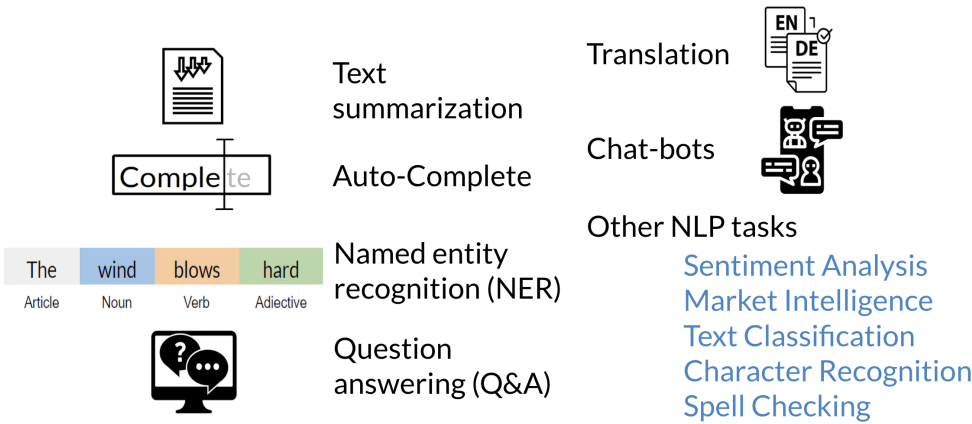 Text
summarization
Comple te
Auto-Complete
The wind blows hard
Article Noun Verb Adjective
Named entity
recognition (NER)
?
Question
answering (Q&A)
Translation
EN
DE
Chat-bots
Other NLP tasks
Sentiment Analysis
Market Intelligence
Text Classification
Character Recognition
Spell Checking